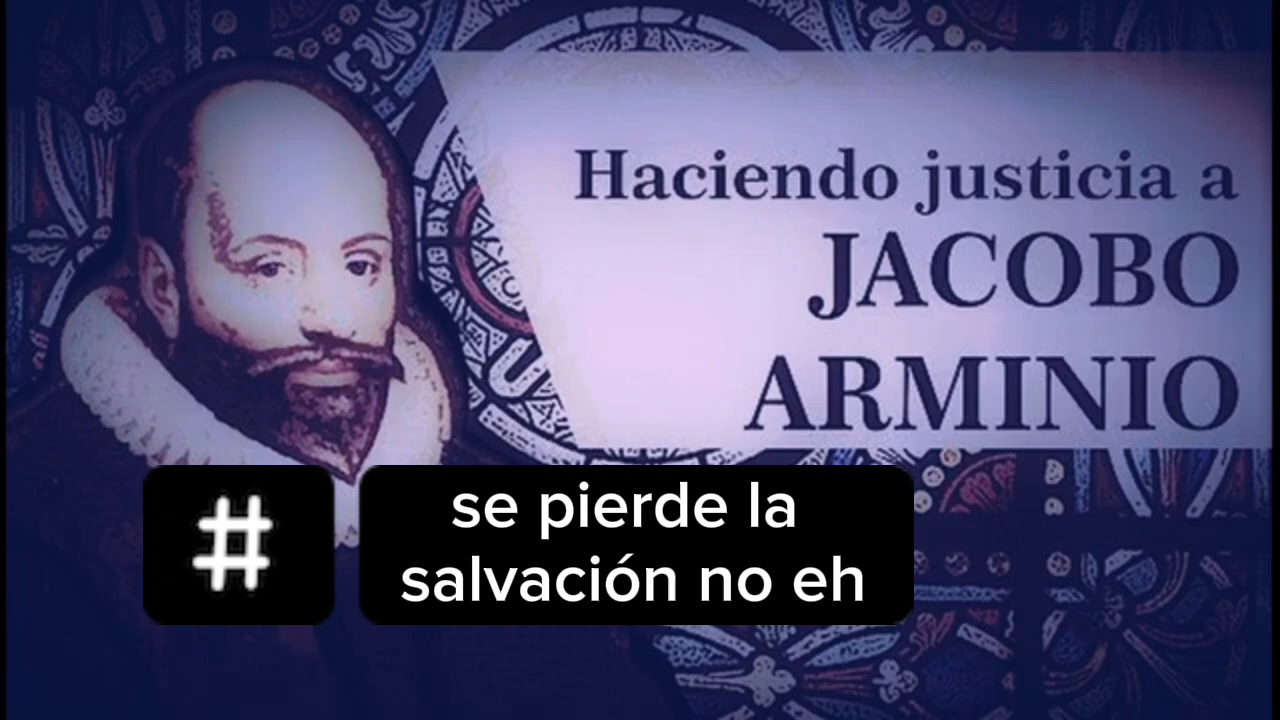 Haciendo justicia a
JACOBO
ARMINIO
# se pierde la
salvación no eh